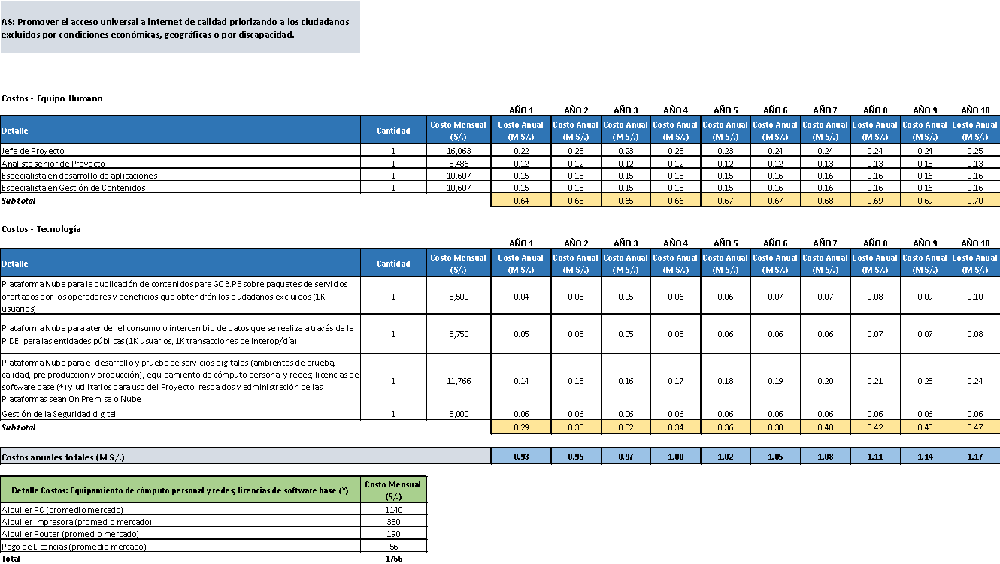 AS: Promover el acceso universal a internet de calidad priorizando a los ciudadanos
excluidos por condiciones económicas, geográficas o por discapacidad.
Costos - Equipo Humano
AÑO 1 AÑO 2 AÑO 3 AÑO 4 AÑO 5 AÑO 6 AÑO 7 AÑO 8 AÑO 9 AÑO 10
Detalle Cantidad Costo Mensual (S/.) Costo Anual (M S/.) Costo Anual (M S/.) Costo Anual (M S/.) Costo Anual (M S/.) Costo Anual (M S/.) Costo Anual (M S/.) Costo Anual (M S/.) Costo Anual (M S/.) Costo Anual (M S/.) Costo Anual (M S/.)
Jefe de Proyecto 1 16,063 0.22 0.23 0.23 0.23 0.23 0.24 0.24 0.24 0.24 0.25
Analista senior de Proyecto 1 8,486 0.12 0.12 0.12 0.12 0.12 0.12 0.13 0.13 0.13 0.13
Especialista en desarrollo de aplicaciones 1 10,607 0.15 0.15 0.15 0.15 0.15 0.16 0.16 0.16 0.16 0.16
Especialista en Gestión de Contenidos 1 10,607 0.15 0.15 0.15 0.15 0.15 0.16 0.16 0.16 0.16 0.16
Subtotal 0.64 0.65 0.65 0.66 0.67 0.67 0.68 0.69 0.69 0.70
Costos - Tecnología
AÑO 1 AÑO 2 AÑO 3 AÑO 4 AÑO 5 AÑO 6 AÑO 7 AÑO 8 AÑO 9 AÑO 10
Detalle Cantidad Costo Mensual (S/.) Costo Anual (M S/.) Costo Anual (M S/.) Costo Anual (M S/.) Costo Anual (M S/.) Costo Anual (M S/.) Costo Anual (M S/.) Costo Anual (M S/.) Costo Anual (M S/.) Costo Anual (M S/.) Costo Anual (M S/.)
Plataforma Nube para la publicación de contenidos para GOB.PE sobre paquetes de servicios
ofertados por los operadores y beneficios que obtendrán los ciudadanos excluidos (1K
usuarios)
1 3,500 0.04 0.05 0.05 0.06 0.06 0.07 0.07 0.08 0.09 0.10
Plataforma Nube para atender el consumo o intercambio de datos que se realiza a través de la
PIDE, para las entidades públicas (1K usuarios, 1K transacciones de interop/día)
1 3,750 0.05 0.05 0.05 0.05 0.06 0.06 0.06 0.07 0.07 0.08
Plataforma Nube para el desarrollo y prueba de servicios digitales (ambientes de prueba,
calidad, pre producción y producción), equipamiento de cómputo personal y redes; licencias de
software base (*) y utilitarios para uso del Proyecto; respaldos y administración de las
Plataformas sean On Premise o Nube
1 11,766 0.14 0.15 0.16 0.17 0.18 0.19 0.20 0.21 0.23 0.24
Gestión de la Seguridad digital 1 5,000 0.06 0.06 0.06 0.06 0.06 0.06 0.06 0.06 0.06 0.06
Subtotal 0.29 0.30 0.32 0.34 0.36 0.38 0.40 0.42 0.45 0.47
Costos anuales totales (M S/.) 0.93 0.95 0.97 1.00 1.02 1.05 1.08 1.11 1.14 1.17
Detalle Costos: Equipamiento de cómputo personal y redes; licencias de software base (*) Costo Mensual (S/.)
Alquiler PC (promedio mercado) 1140
Alquiler Impresora (promedio mercado) 380
Alquiler Router (promedio mercado) 190
Pago de Licencias (promedio mercado) 56
Total 1766